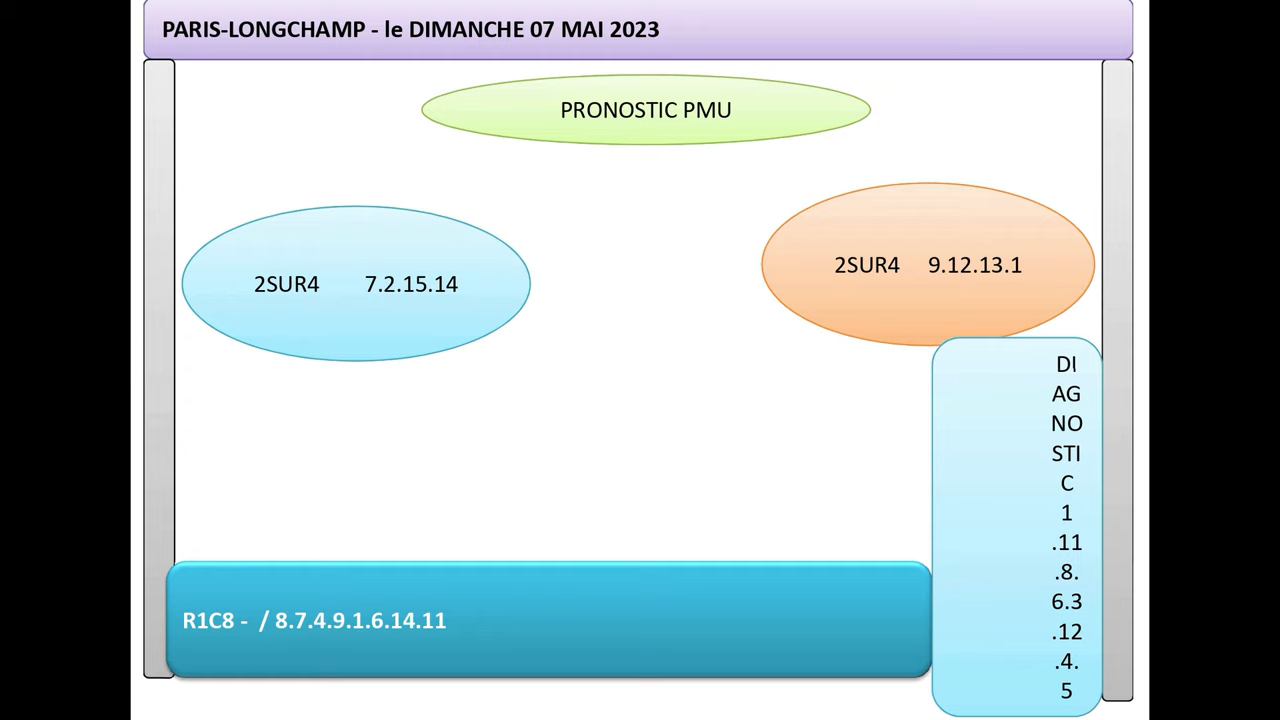 PARIS-LONGCHAMP - le DIMANCHE 07 MAI 2023
PRONOSTIC PMU
2SUR4 7.2.15.14
2SUR4 9.12.13.1
DI
AG
NO
STI
C
1
.11
.8.
6.3
.12
.4.
5
R1C8 - / 8.7.4.9.1.6.14.11